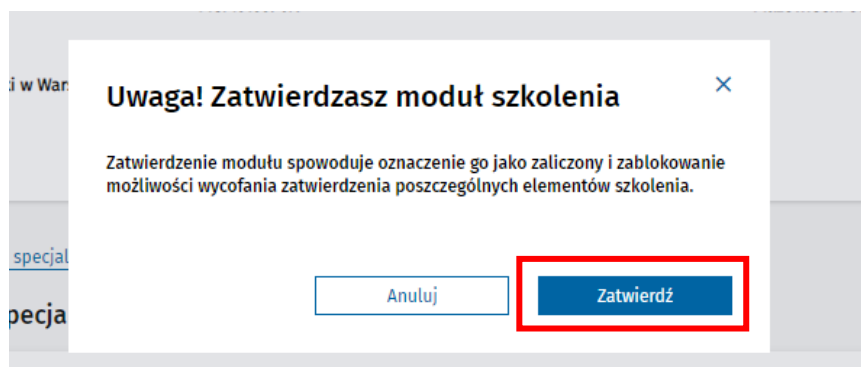 i w War
Uwaga! Zatwierdzasz moduł szkolenia
Zatwierdzenie modułu spowoduje oznaczenie go jako zaliczony i zablokowanie
możliwości wycofania zatwierdzenia poszczególnych elementów szkolenia.
specjal
Anuluj
Zatwierdź
pecja